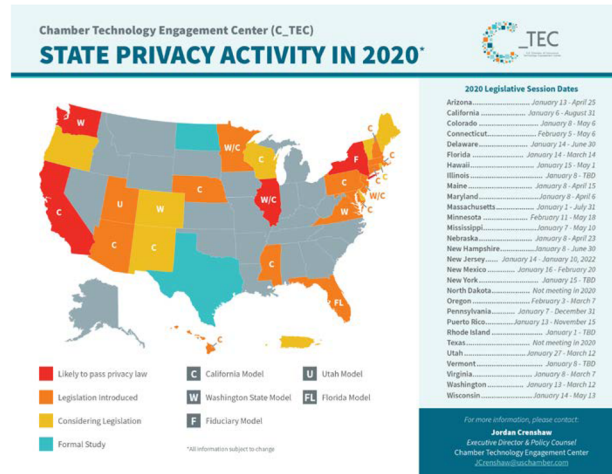 Chamber Technology Engagement Center (C_TEC)
STATE PRIVACY ACTIVITY IN 2020*
C_TEC
2020 Legislative Session Dates
Arizona............January 13 - April 25
California............January 6 - August 31
Colorado............January 8 - May 6
Connecticut............February 5 - May 6
Delaware............January 14 - June 30
Florida............January 14 - March 14
Hawaii............January 15 - May 1
Illinois............January 8 - TBD
Maine............January 8 - April 15
Maryland............January 8 - April 6
Massachusetts............January 1 - July 31
Minnesota............February 11 - May 18
Mississippi............January 7 - May 10
Nebraska............January 8 - April 23
New Hampshire............January 8 - June 30
New Jersey......January 14 - January 10, 2022
New Mexico............January 16 - February 20
New York............January 15 - TBD
North Dakota............Not meeting in 2020
Oregon............February 3 - March 7
Pennsylvania............January 7 - December 31
Puerto Rico............January 13 - November 15
Rhode Island............January 1 - TBD
Texas............Not meeting in 2020
Utah............January 27 - March 12
Vermont............January 8 - TBD
Virginia............January 8 - March 7
Washington............January 13 - March 12
Wisconsin............January 14 - May 13
W
W/C
C
F
C
C
W/C
C
C
U
W
C
C
C
W
C
W/C
C
C
FL
C
Likely to pass privacy law
Legislation Introduced
Considering Legislation
Formal Study
C California Model
W Washington State Model
F Fiduciary Model
U Utah Model
FL Florida Model
*All information subject to change
For more information, please contact:
Jordan Crenshaw
Executive Director & Policy Counsel
Chamber Technology Engagement Center
JCrenshaw@uschamber.com